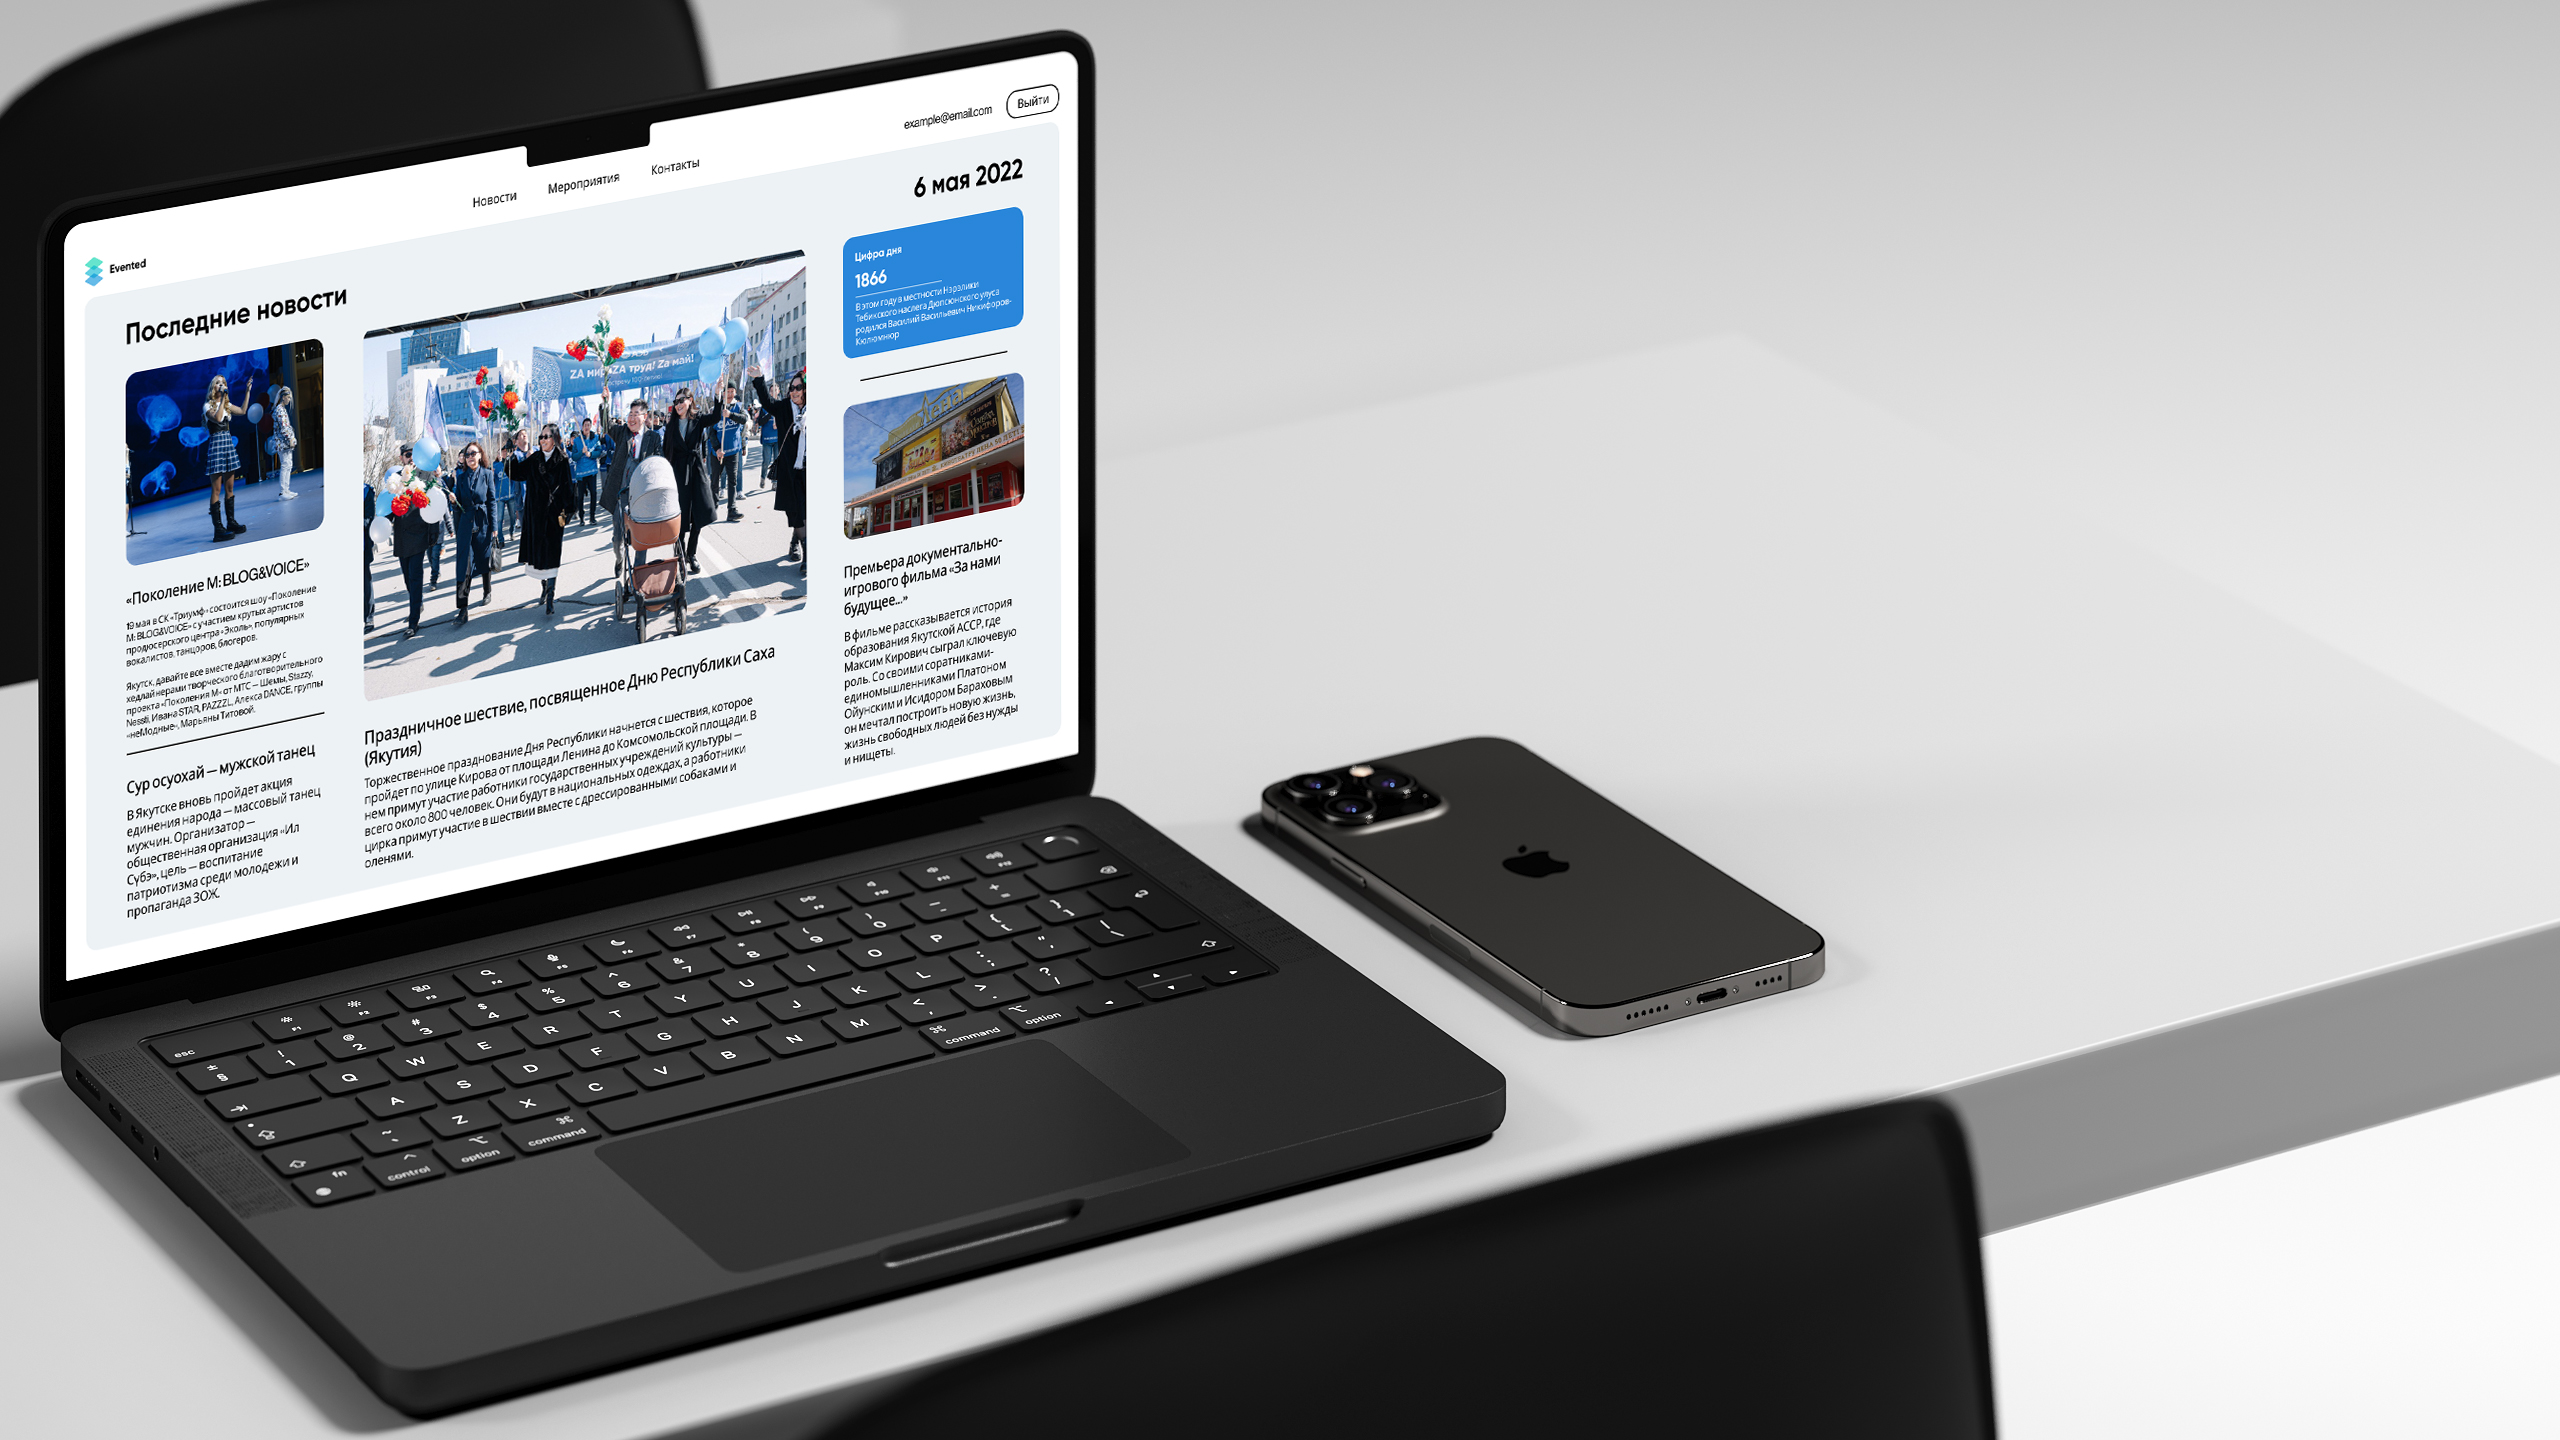 Evented
Новости
Мероприятия
Контакты
example@email.com
Выйти
Последние новости
6 мая 2022
«Поколение М: BLOG&VOICE»
19 мая в СК «Триумф» состоится шоу «Поколение
М: BLOG&VOICE» с участием крутых артистов
продюсерского центра «Эколь», популярных
вокалистов, танцоров, блогеров.
Якутск, давайте все вместе дадим жару с
хедлайнерами творческого благотворительного
проекта «Поколения М» от МТС — Шемы, Stazzy,
Nessti, Ивана STAR, PAZZZL, Алекса DANCE, группы
«неМодные», Марьяны Титовой.
Сур осуохай — мужской танец
В Якутске вновь пройдет акция
единения народа — массовый танец
мужчин. Организатор —
общественная организация «Ил
Субэ», цель — воспитание
патриотизма среди молодежи и
пропаганда ЗОЖ.
ZA мир ZA труд! Zа май!
Праздничное шествие, посвященное Дню Республики Саха
(Якутия)
Торжественное празднование Дня Республики начнется с шествия, которое
пройдет по улице Кирова от площади Ленина до Комсомольской площади. В
нем примут участие работники государственных учреждений культуры —
всего около 800 человек. Они будут в национальных одеждах, а работники
цирка примут участие в шествии вместе с дрессированными собаками и
оленями.
Цифра дня
1866
В этом году в местности Нэрэлики
Тебикского наслега Дюпсюнского улуса
родился Василий Васильевич Никифоров-
Кюлюмнюр
Лена
Премьера документально-
игрового фильма «За нами
будущее...»
В фильме рассказывается история
образования Якутской АССР, где
Максим Кирович сыграл ключевую
роль. Со своими соратниками-
единомышленниками Платоном
Ойунским и Исидором Бараховым
он мечтал построить новую жизнь,
жизнь свободных людей без нужды
и нищеты.
esc F1 F2 F3 F4 F5 F6 F7 F8 F9 F10 F11 F12
± § ! 1 @ 2 # 3 $ 4 % 5 ^ 6 & 7 * 8 ( 9 ) 0 _ - + =
Q W E R T Y U I O P { [ } ]
A S D F G H J K L : ; " ' | \
~ ` Z X C V B N M < , > . ? /
fn control option command command option